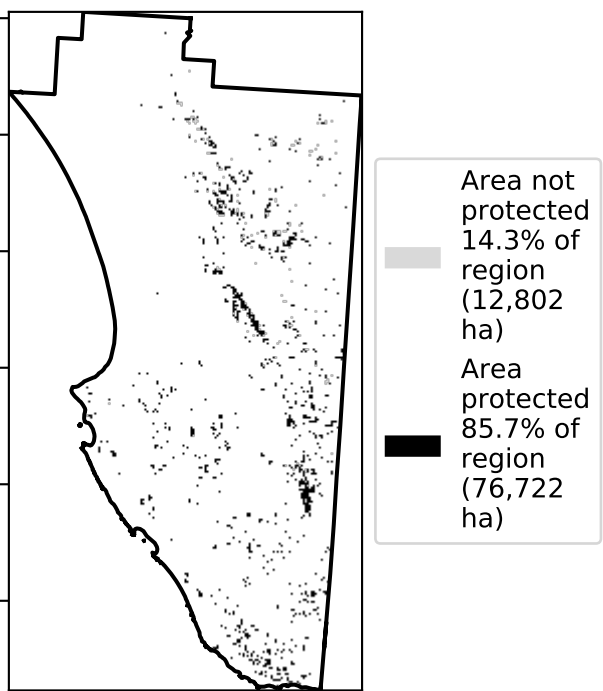 Area not
protected
14.3% of
region
(12,802
ha)
Area
protected
85.7% of
region
(76,722
ha)